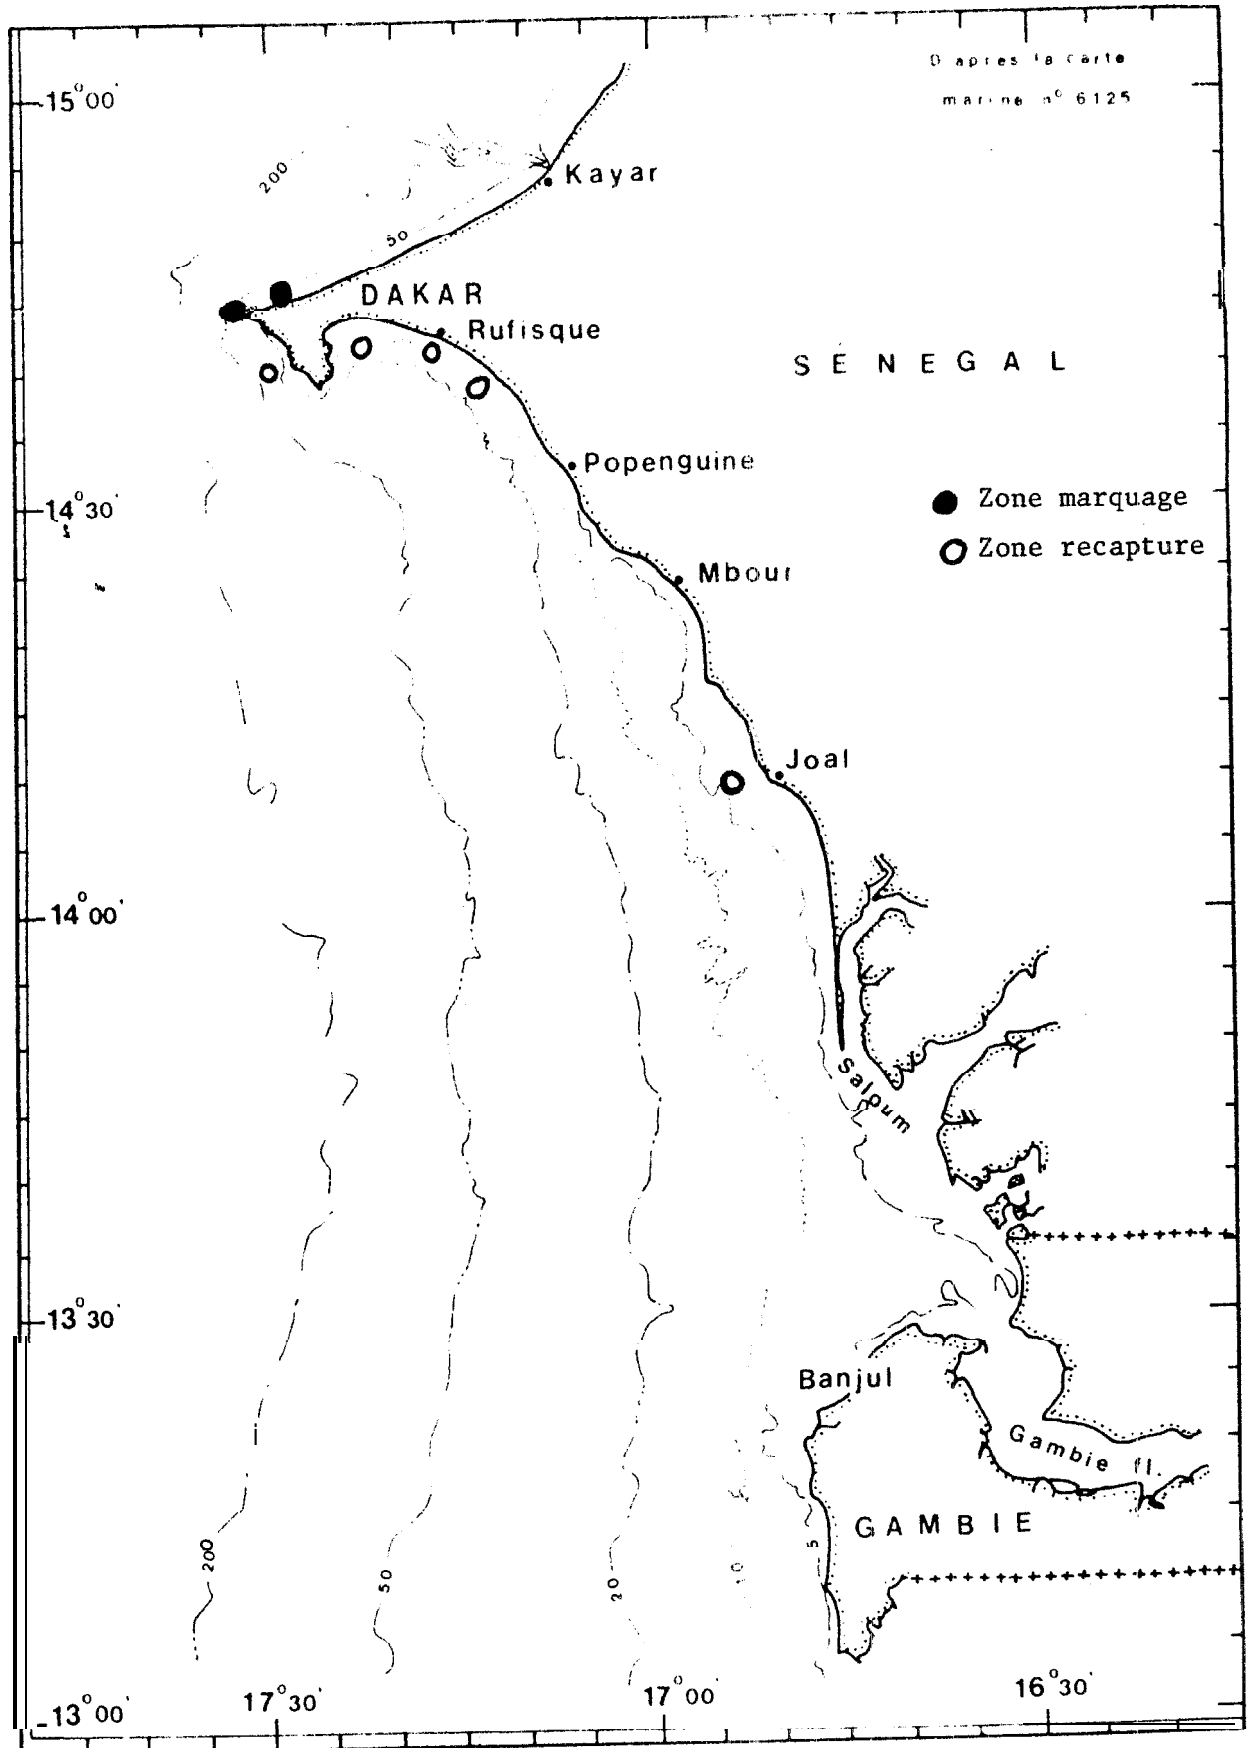 D'après la carte
marine n° 6125
15°00'
200
Kayar
50
DAKAR
Rufisque
SÉNÉGAL
Popenguine
14°30'
Zone marquage
Zone recapture
Mbour
Joal
14°00'
Saloum
13°30'
Banjul
Gambie fl.
GAMBIE
200
50
20
10
5
13°00'
17°30'
17°00'
16°30'